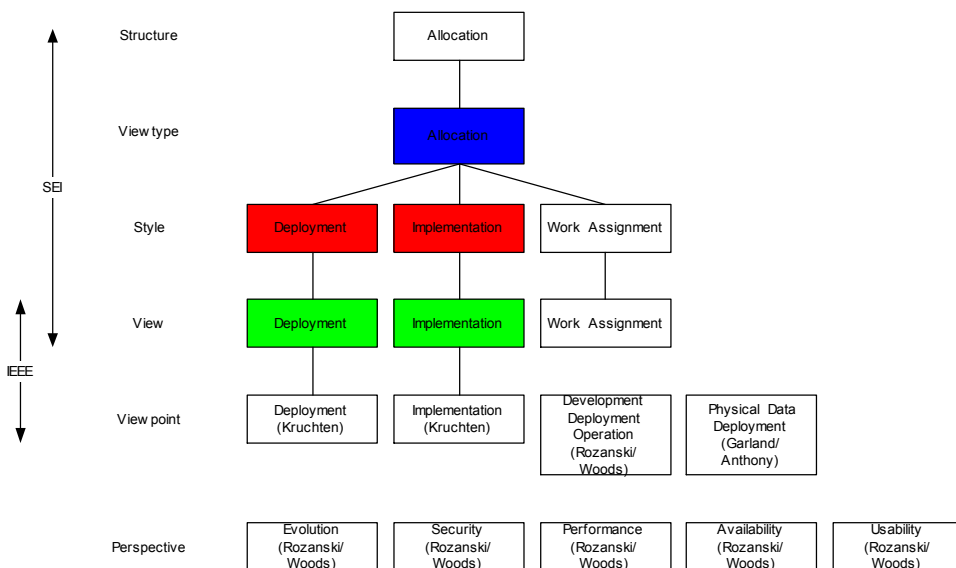 Structure
Allocation
View type
Allocation
SEI
Style
Deployment
Implementation
Work Assignment
View
Deployment
Implementation
Work Assignment
IEEE
View point
Deployment
(Kruchten)
Implementation
(Kruchten)
Development
Deployment
Operation
(Rozanski/
Woods)
Physical Data
Deployment
(Garland/
Anthony)
Perspective
Evolution
(Rozanski/
Woods)
Security
(Rozanski/
Woods)
Performance
(Rozanski/
Woods)
Availability
(Rozanski/
Woods)
Usability
(Rozanski/
Woods)